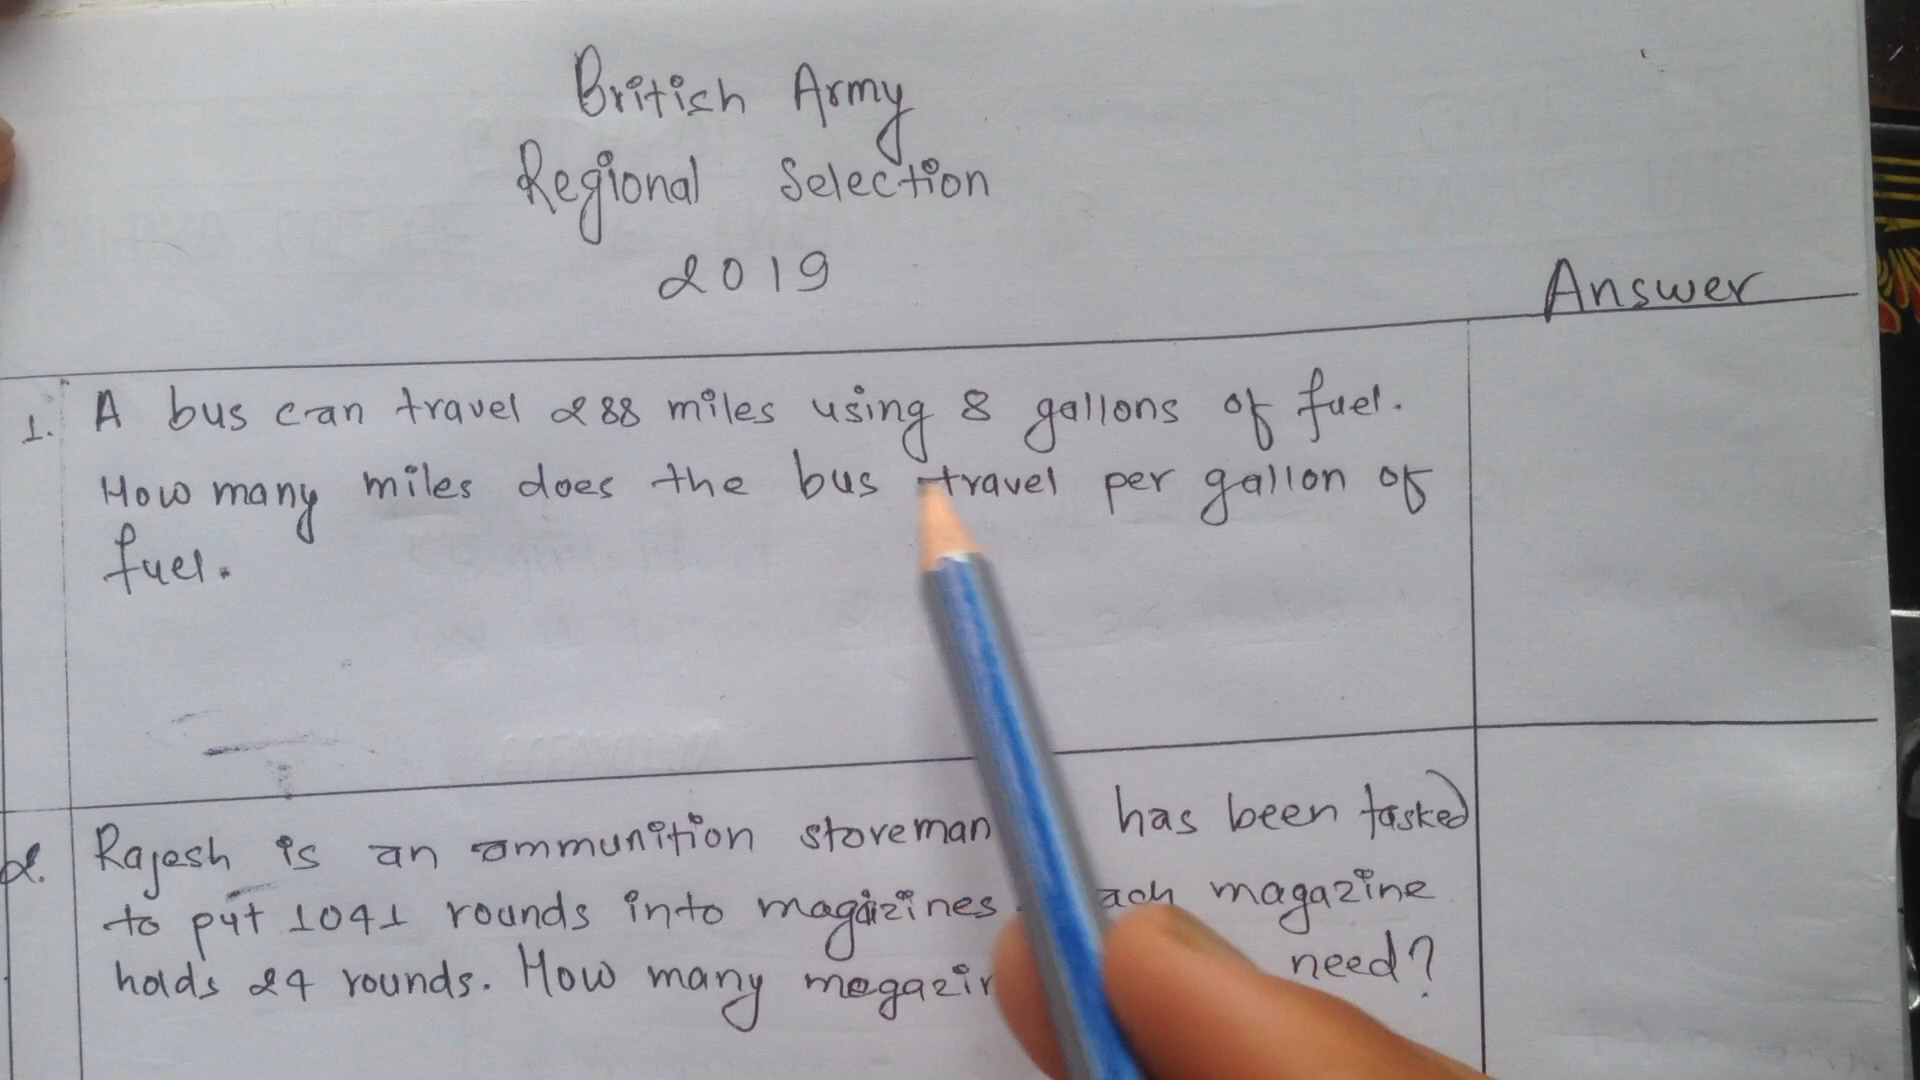 British Army
Regional Selection
2019
Answer
1. A bus can travel 288 miles using 8 gallons of fuel.
How many miles does the bus travel per gallon of
fuel.
2. Rajesh is an ammunition storeman has been tasked
to put 1041 rounds into magazines. magazine
holds 24 rounds. How many need?